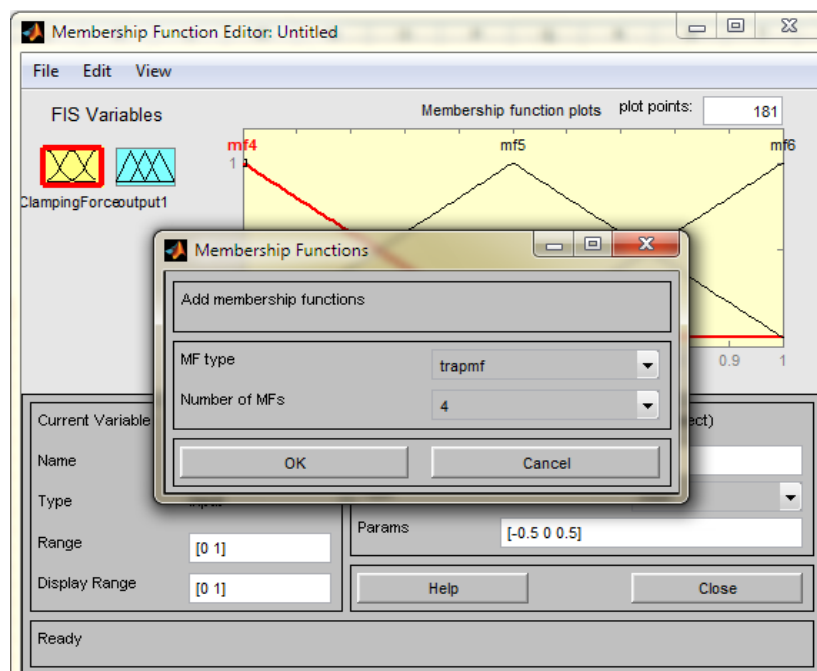 Membership Function Editor: Untitled
File Edit View
FIS Variables
Membership function plots plot points: 181
mf4 mf5 mf6
1
ClampingForce output1
Membership Functions
Add membership functions
MF type trapmf
0.9 1
Number of MFs 4
Current Variable
OK Cancel
Name
Type
Params [-0.5 0 0.5]
Range [0 1]
Display Range [0 1]
Help Close
Ready